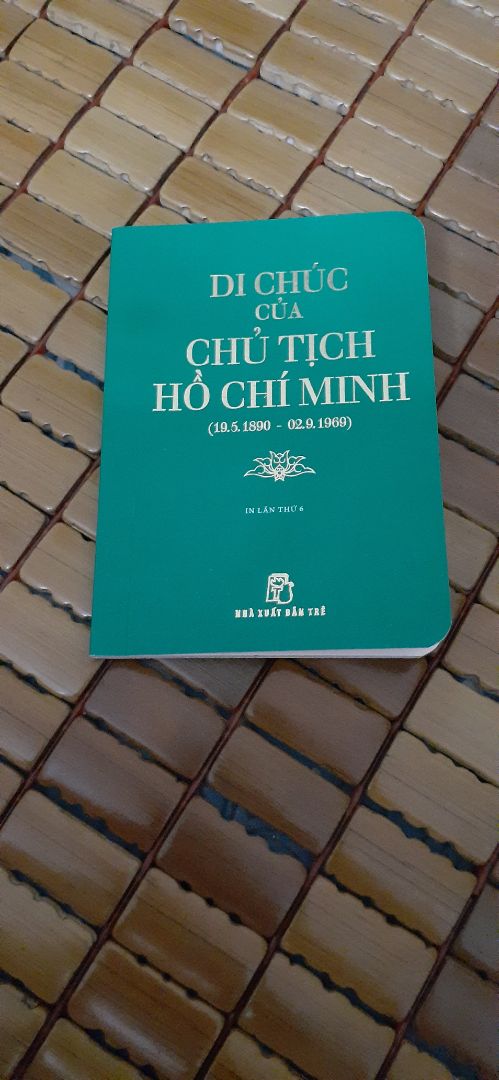 DI CHÚC
CỦA
CHỦ TỊCH
HỒ CHÍ MINH
(19.5.1890 - 02.9.1969)
IN LẦN THỨ 6
NHÀ XUẤT BẢN TRẺ